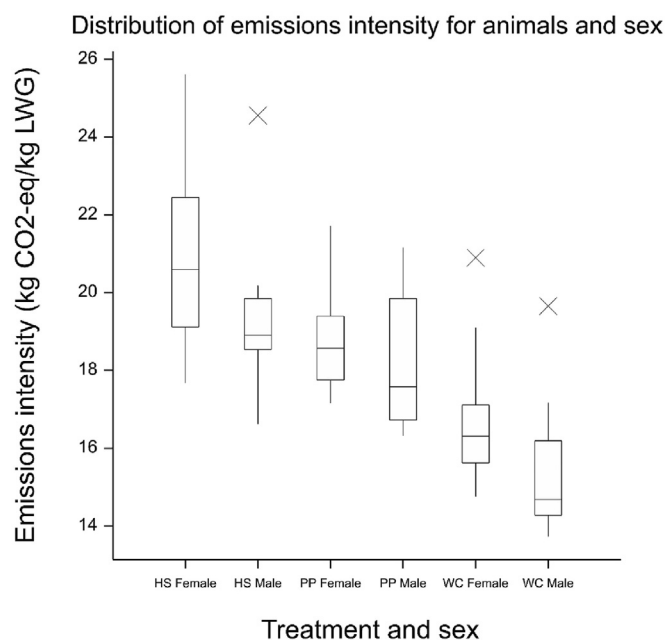 Distribution of emissions intensity for animals and sex
Emissions intensity (kg CO2-eq/kg LWG)
26
24
22
20
18
16
14
HS Female HS Male PP Female PP Male WC Female WC Male
Treatment and sex